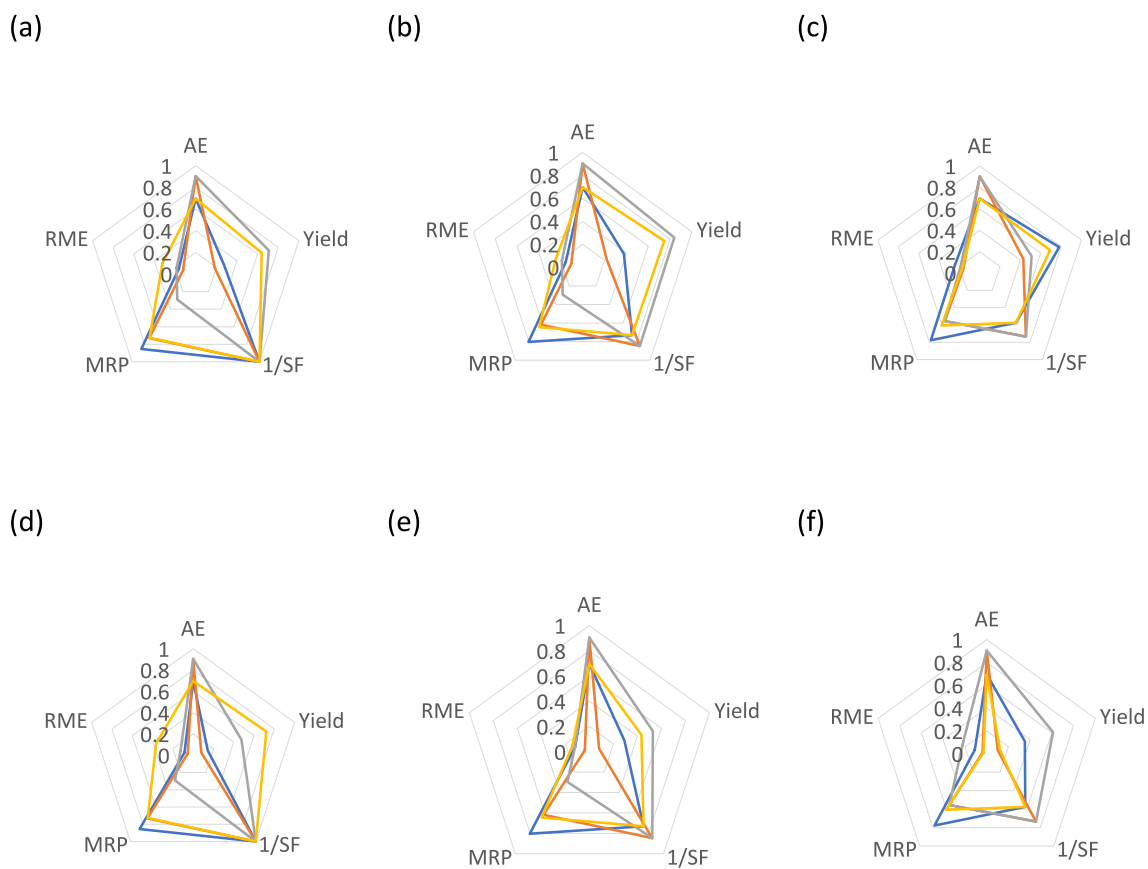 (a)
(b)
(c)
AE
1
0.8
0.6
0.4
0.2
0
RME
Yield
MRP
1/SF
AE
1
0.8
0.6
0.4
0.2
0
RME
Yield
MRP
1/SF
AE
1
0.8
0.6
0.4
0.2
0
RME
Yield
MRP
1/SF
(d)
(e)
(f)
AE
1
0.8
0.6
0.4
0.2
0
RME
Yield
MRP
1/SF
AE
1
0.8
0.6
0.4
0.2
0
RME
Yield
MRP
1/SF
AE
1
0.8
0.6
0.4
0.2
0
RME
Yield
MRP
1/SF